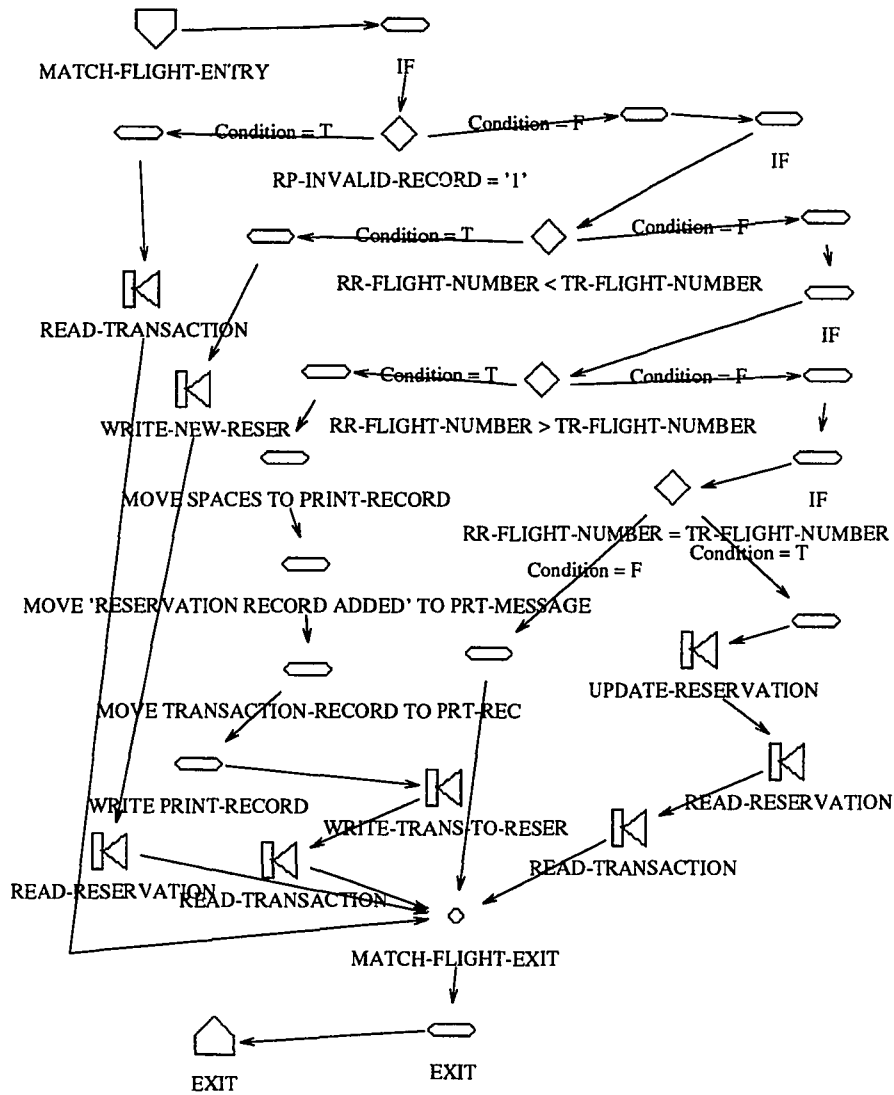 MATCH-FLIGHT-ENTRY
IF
Condition = T
Condition = F
RP-INVALID-RECORD = '1'
IF
Condition = T
Condition = F
RR-FLIGHT-NUMBER < TR-FLIGHT-NUMBER
READ-TRANSACTION
IF
Condition = T
Condition = F
WRITE-NEW-RESER
RR-FLIGHT-NUMBER > TR-FLIGHT-NUMBER
MOVE SPACES TO PRINT-RECORD
IF
RR-FLIGHT-NUMBER = TR-FLIGHT-NUMBER
Condition = T
Condition = F
MOVE 'RESERVATION RECORD ADDED' TO PRT-MESSAGE
UPDATE-RESERVATION
MOVE TRANSACTION-RECORD TO PRT-REC
WRITE PRINT-RECORD
READ-RESERVATION
WRITE-TRANS-TO-RESER
READ-TRANSACTION
READ-RESERVATION
READ-TRANSACTION
MATCH-FLIGHT-EXIT
EXIT
EXIT